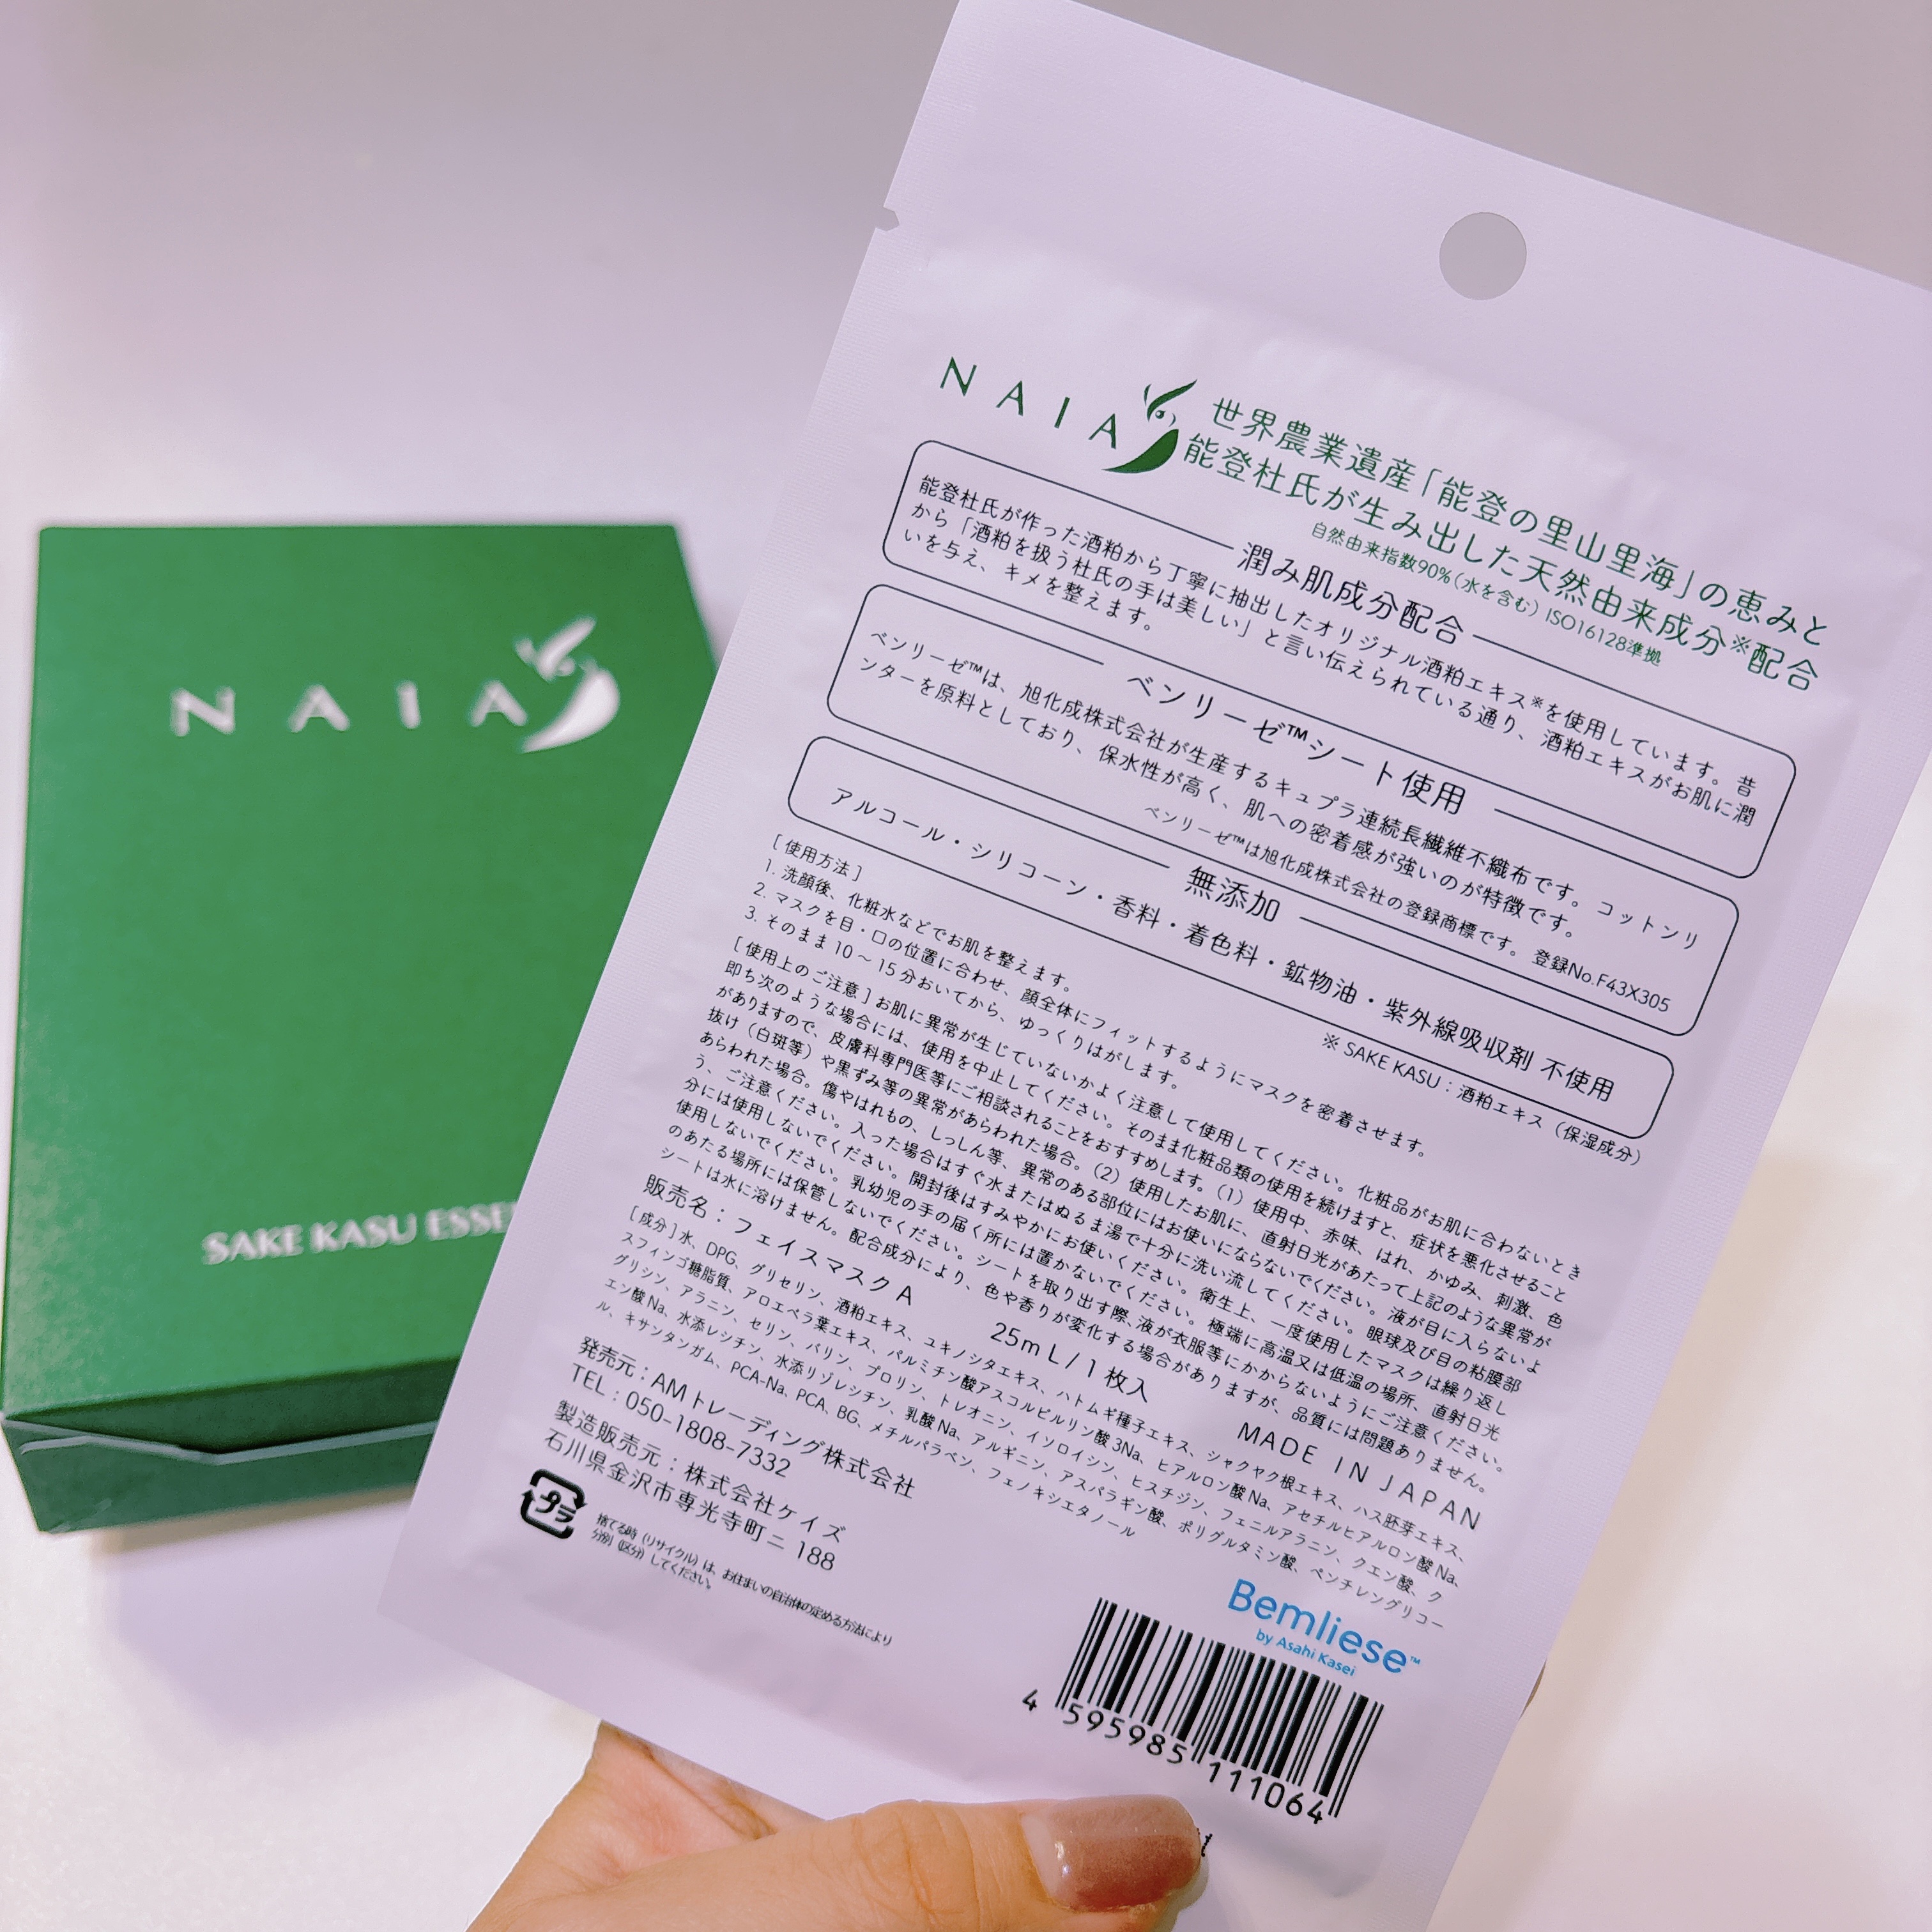 NAIA
SAKE KASU ESSE
NAIA
世界農業遺産「能登の里山里海」の恵みと
能登杜氏が生み出した天然由来成分※配合
自然由来指数90%(水を含む) ISO16128準拠
潤み肌成分配合
能登杜氏が作った酒粕から丁寧に抽出したオリジナル酒粕エキス※を使用しています。昔
から「酒粕を扱う杜氏の手は美しい」と言い伝えられている通り、酒粕エキスがお肌に潤
いを与え、キメを整えます。
ベンリーゼ™シート使用
ベンリーゼ™は、旭化成株式会社が生産するキュプラ連続長繊維不織布です。コットンリ
ンターを原料としており、保水性が高く、肌への密着感が強いのが特徴です。
ベンリーゼ™は旭化成株式会社の登録商標です。登録No.F43X305
無添加
アルコール・シリコーン・香料・着色料・鉱物油・紫外線吸収剤 不使用
※ SAKE KASU:酒粕エキス(保湿成分)
[使用方法]
1. 洗顔後、化粧水などでお肌を整えます。
2. マスクを目・口の位置に合わせ、顔全体にフィットするようにマスクを密着させます。
3. そのまま10～15分おいてから、ゆっくりはがします。
[使用上のご注意]お肌に異常が生じていないかよく注意して使用してください。化粧品がお肌に合わないとき
即ち次のような場合には、使用を中止してください。そのまま化粧品類の使用を続けますと、症状を悪化させること
がありますので、皮膚科専門医等にご相談されることをおすすめします。(1)使用中、赤味、はれ、かゆみ、刺激、色
抜け(白斑等)や黒ずみ等の異常があらわれた場合。(2)使用したお肌に、直射日光があたって上記のような異常が
あらわれた場合。傷やはれもの、しっしん等、異常のある部位にはお使いにならないでください。液が目に入らないよ
う、ご注意ください。入った場合はすぐ水またはぬるま湯で十分に洗い流してください。眼球及び目の粘膜部
分には使用しないでください。開封後はすみやかにお使いください。衛生上、一度使用したマスクは繰り返し
使用しないでください。乳幼児の手の届く所には置かないでください。極端に高温又は低温の場所、直射日光
のあたる場所には保管しないでください。シートを取り出す際、液が衣服等にかからないようにご注意ください。
シートは水に溶けません。配合成分により、色や香りが変化する場合がありますが、品質には問題ありません。
販売名:フェイスマスクA 25mL/1枚入 MADE IN JAPAN
[成分]水、DPG、グリセリン、酒粕エキス、ユキノシタエキス、ハトムギ種子エキス、シャクヤク根エキス、ハス胚芽エキス、
スフィンゴ糖脂質、アロエベラ葉エキス、パルミチン酸アスコルビルリン酸3Na、ヒアルロン酸Na、アセチルヒアルロン酸Na、
グリシン、アラニン、セリン、バリン、プロリン、トレオニン、イソロイシン、ヒスチジン、フェニルアラニン、クエン酸、ク
エン酸Na、水添レシチン、水添リゾレシチン、乳酸Na、アルギニン、アスパラギン酸、ポリグルタミン酸、ペンチレングリコー
ル、キサンタンガム、PCA-Na、PCA、BG、メチルパラベン、フェノキシエタノール
発売元:AMトレーディング株式会社
TEL:050-1808-7332
製造販売元:株式会社ケイズ
石川県金沢市専光寺町ニ188
プラ
捨てる時(リサイクル)は、お住まいの自治体の定める方法により
分別(区分)してください。
Bemliese™
by Asahi Kasei
4 595985 111064